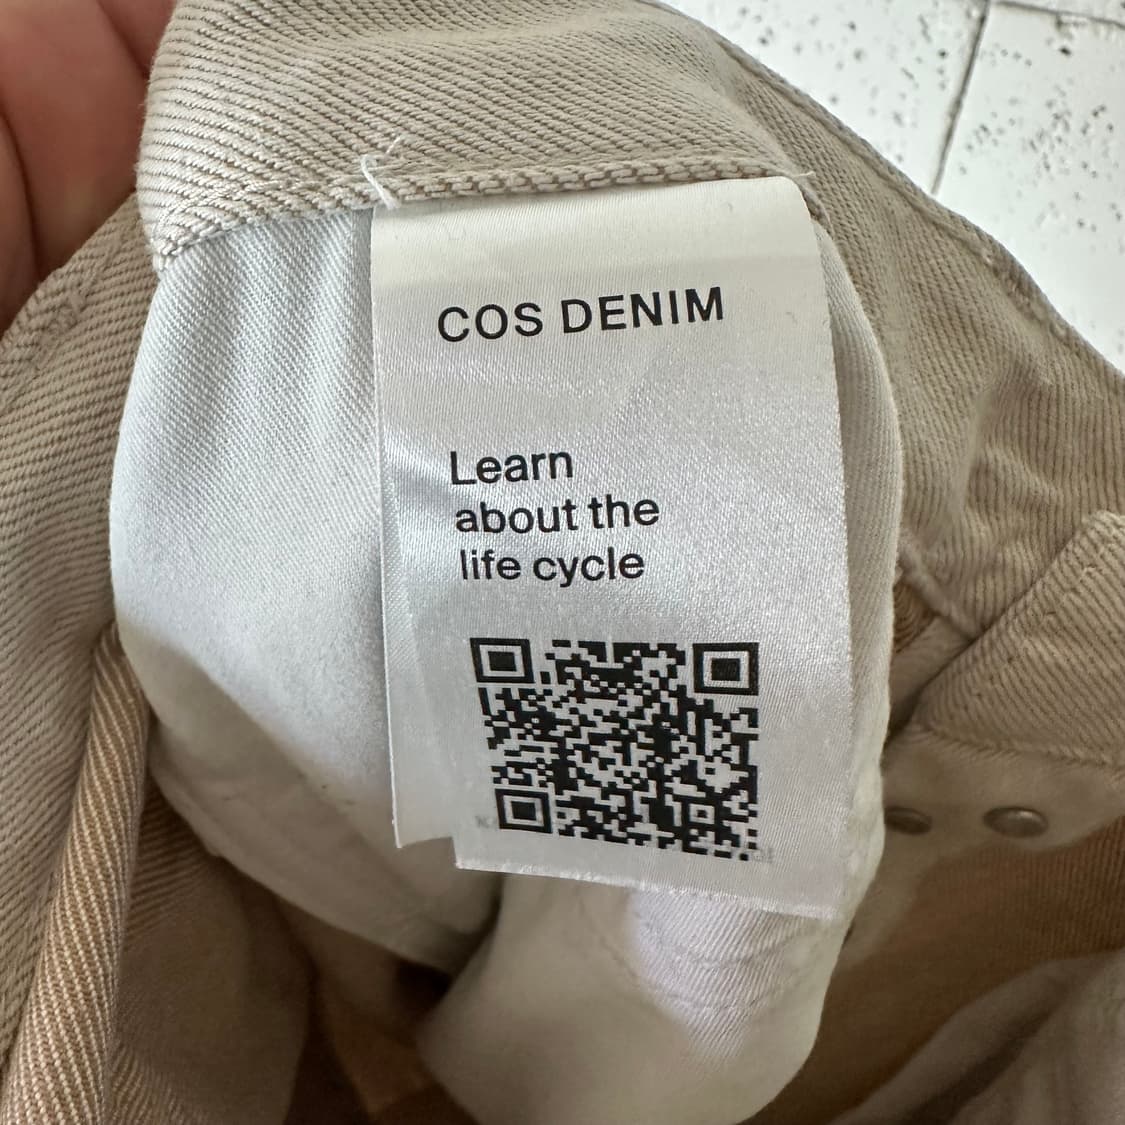 COS DENIM
Learn
about the
life cycle